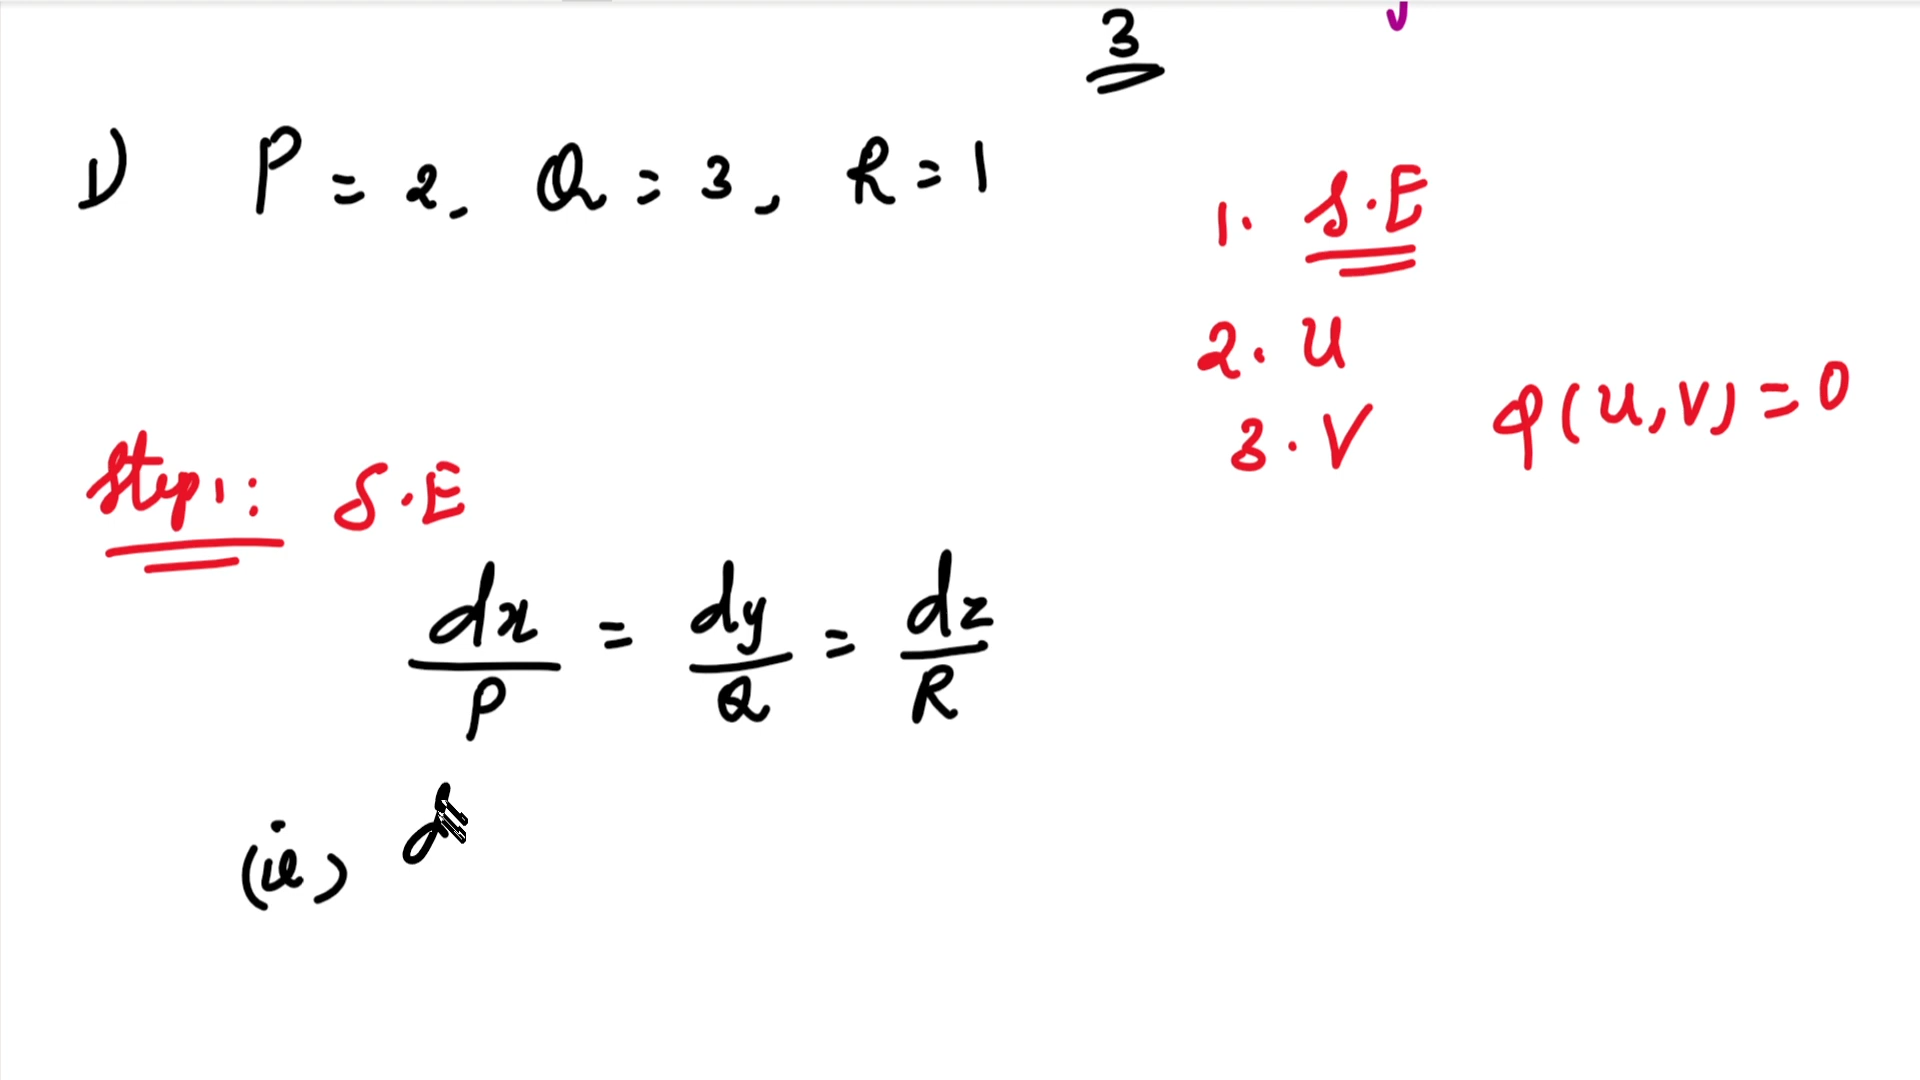 3
1) P = 2, Q = 3, R = 1
1. S.E
2. u
3. v φ(u,v) = 0
Step 1: S.E
dx/P = dy/Q = dz/R
(ie) d